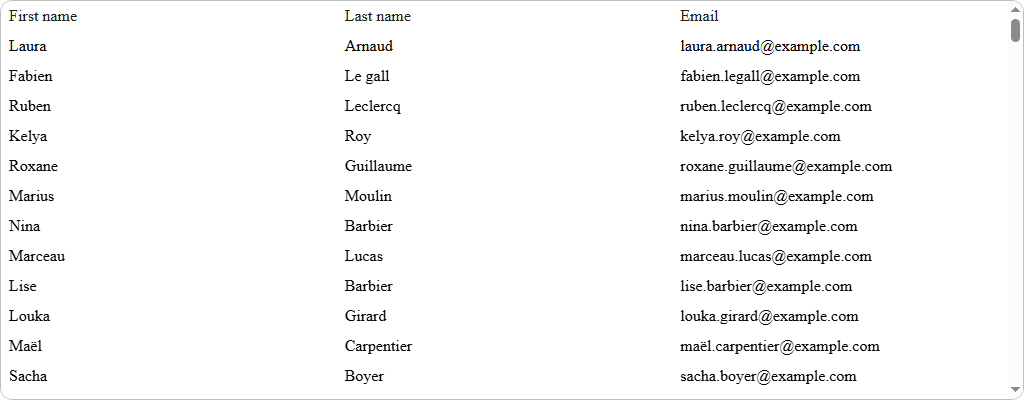 First name Last name Email
Laura Arnaud laura.arnaud@example.com
Fabien Le gall fabien.legall@example.com
Ruben Leclercq ruben.leclercq@example.com
Kelya Roy kelya.roy@example.com
Roxane Guillaume roxane.guillaume@example.com
Marius Moulin marius.moulin@example.com
Nina Barbier nina.barbier@example.com
Marceau Lucas marceau.lucas@example.com
Lise Barbier lise.barbier@example.com
Louka Girard louka.girard@example.com
Maël Carpentier maël.carpentier@example.com
Sacha Boyer sacha.boyer@example.com